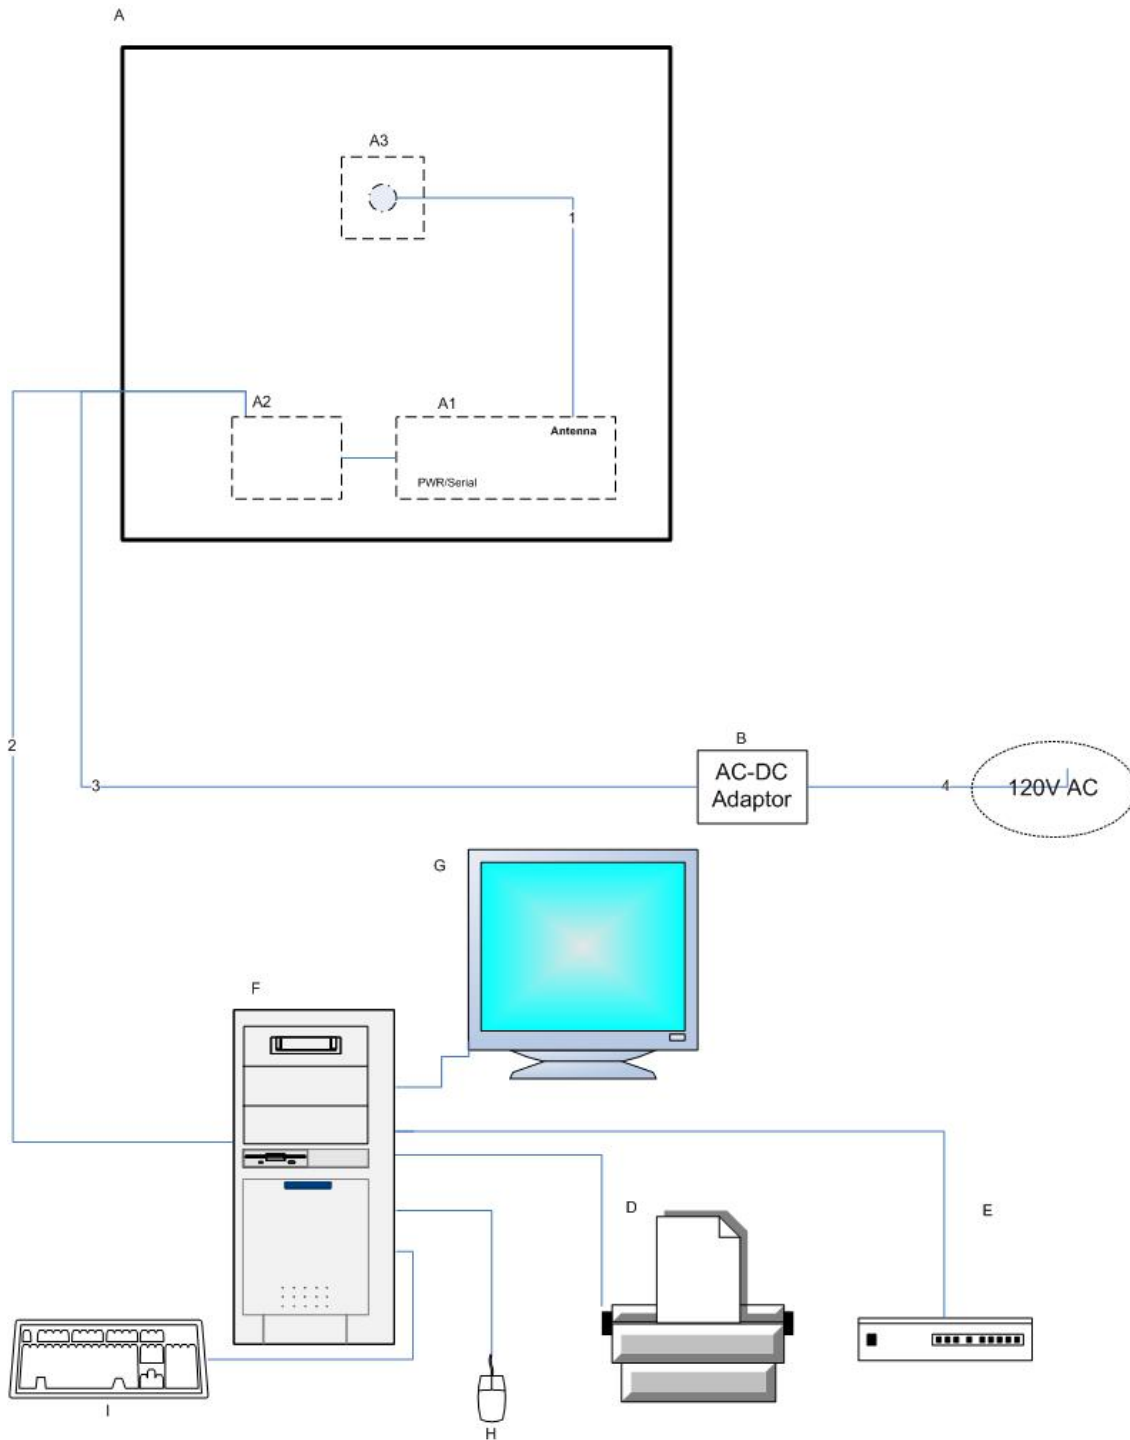 A
A3
1
A2
A1
Antenna
PWR/Serial
2
B
AC-DC
Adaptor
3
4
120V AC
G
F
D
E
I
H